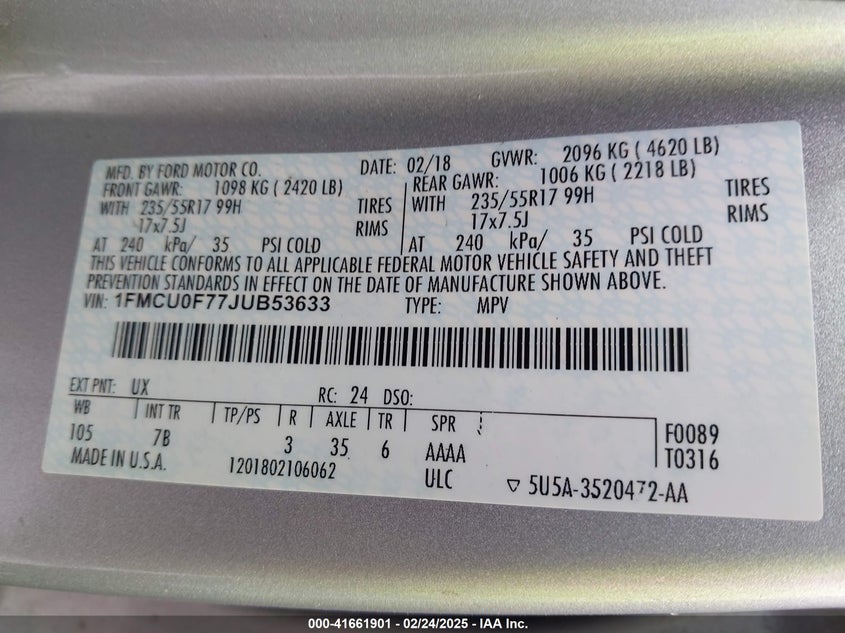 MFD. BY FORD MOTOR CO. DATE: 02/18 GVWR: 2096 KG ( 4620 LB)
FRONT GAWR: 1098 KG ( 2420 LB) REAR GAWR: 1006 KG ( 2218 LB)
WITH 235/55R17 99H TIRES WITH 235/55R17 99H TIRES
17x7.5J RIMS 17x7.5J RIMS
AT 240 kPa/ 35 PSI COLD AT 240 kPa/ 35 PSI COLD
THIS VEHICLE CONFORMS TO ALL APPLICABLE FEDERAL MOTOR VEHICLE SAFETY AND THEFT
PREVENTION STANDARDS IN EFFECT ON THE DATE OF MANUFACTURE SHOWN ABOVE.
VIN: 1FMCU0F77JUB53633 TYPE: MPV
EXT PNT: UX RC: 24 DSO:
WB INT TR TP/PS R AXLE TR SPR
105 7B 3 35 6 AAAA F0089
MADE IN U.S.A. 1201802106062 ULC T0316
5U5A-3520472-AA
000-41661901 - 02/24/2025 - IAA Inc.